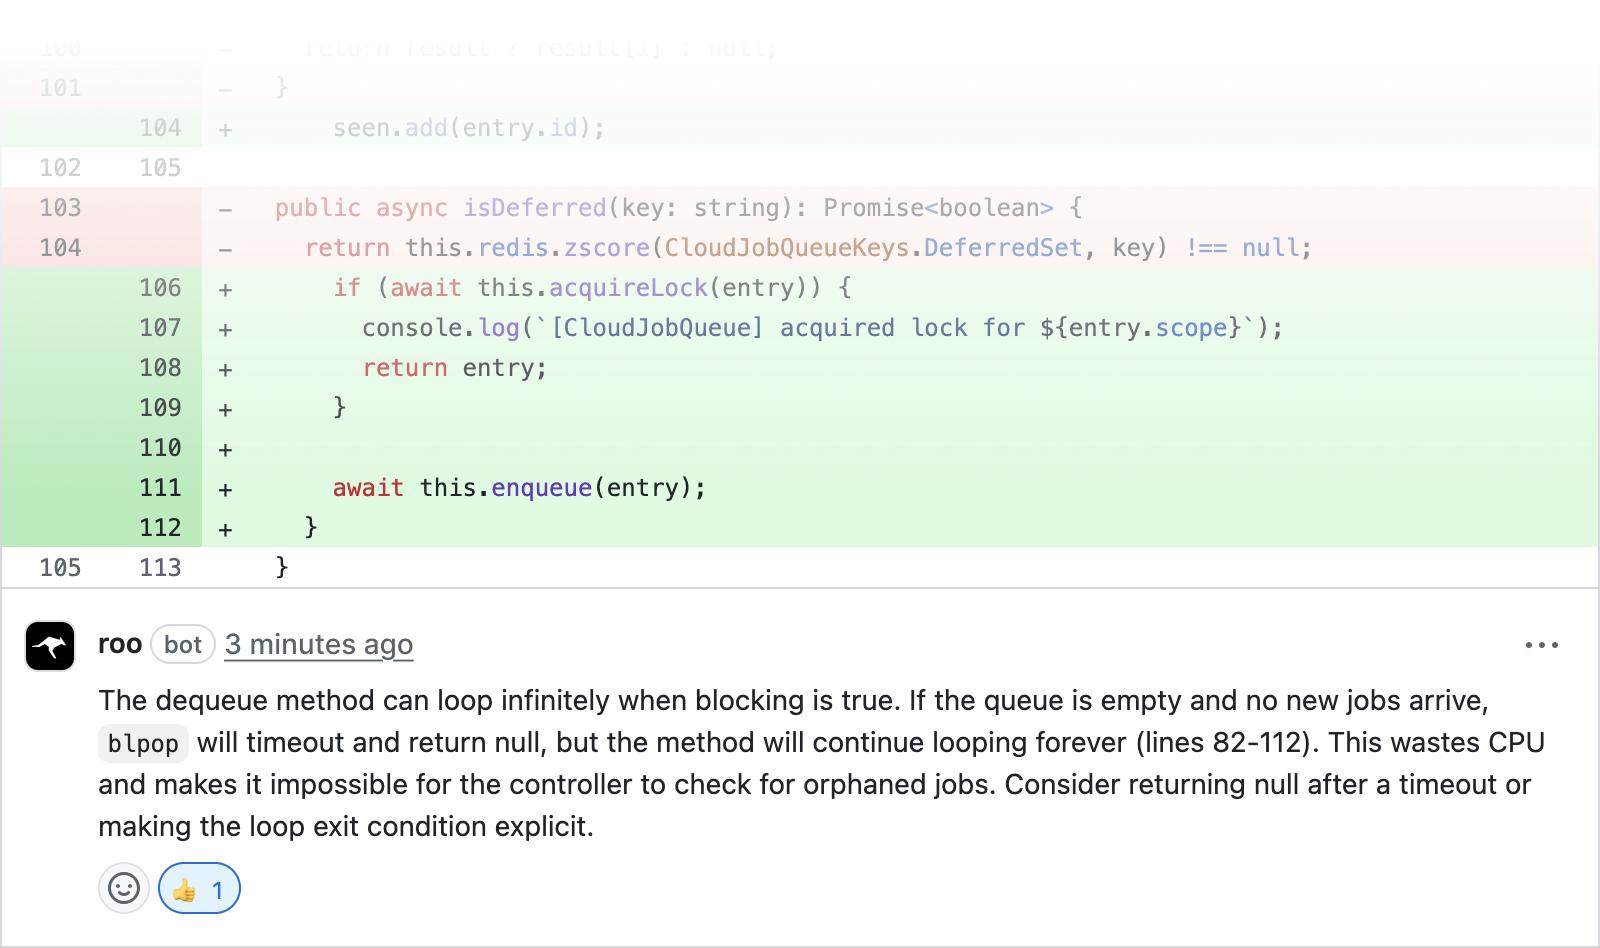 100 - return result ? result[1] : null;
101 - }
104 + seen.add(entry.id);
102 105
103 - public async isDeferred(key: string): Promise<boolean> {
104 - return this.redis.zscore(CloudJobQueueKeys.DeferredSet, key) !== null;
106 + if (await this.acquireLock(entry)) {
107 + console.log(`[CloudJobQueue] acquired lock for ${entry.scope}`);
108 + return entry;
109 + }
110 +
111 + await this.enqueue(entry);
112 + }
105 113 }
roo bot 3 minutes ago
The dequeue method can loop infinitely when blocking is true. If the queue is empty and no new jobs arrive,
blpop will timeout and return null, but the method will continue looping forever (lines 82-112). This wastes CPU
and makes it impossible for the controller to check for orphaned jobs. Consider returning null after a timeout or
making the loop exit condition explicit.
👍 1